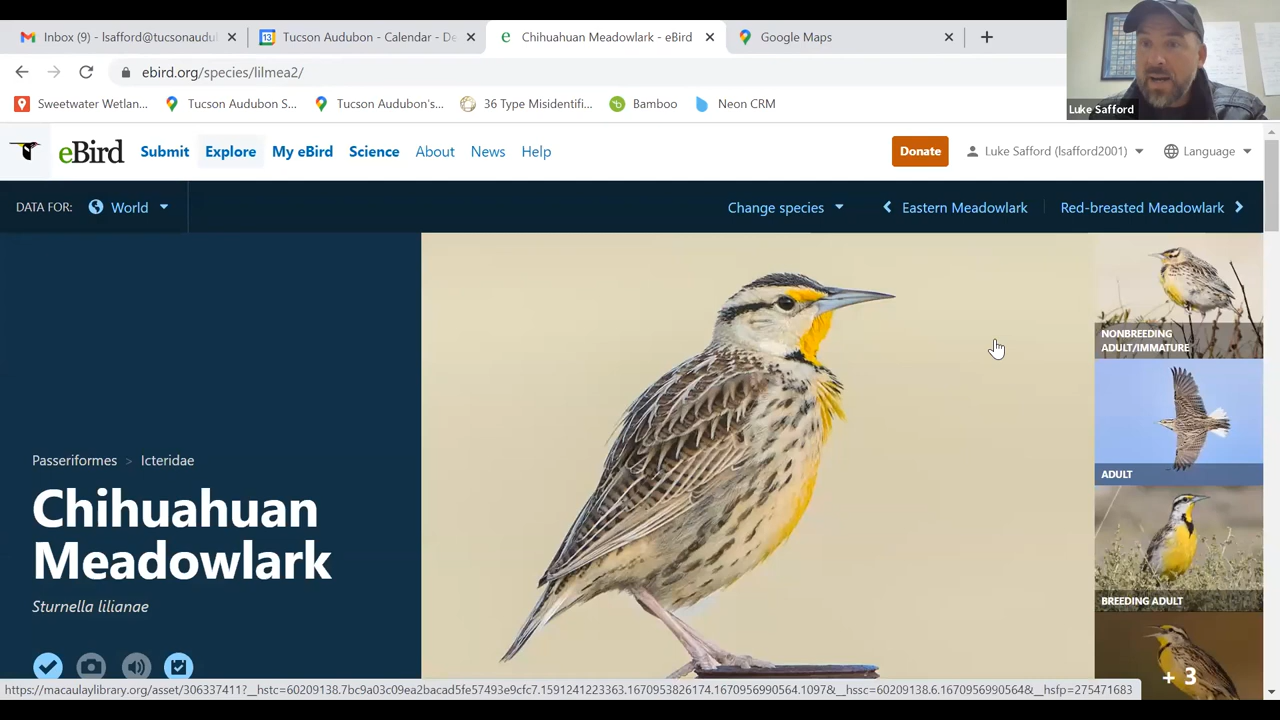 Inbox (9) - lsafford@tucsonaudu
13
Tucson Audubon - Calendar - De
Chihuahuan Meadowlark - eBird
Google Maps
ebird.org/species/lilmea2/
Luke Safford
Sweetwater Wetlan...
Tucson Audubon S...
Tucson Audubon's...
36 Type Misidentifi...
Bamboo
Neon CRM
eBird
Submit
Explore
My eBird
Science
About
News
Help
Donate
Luke Safford (lsafford2001)
Language
DATA FOR:
World
Change species
Eastern Meadowlark
Red-breasted Meadowlark
NONBREEDING
ADULT/IMMATURE
ADULT
BREEDING ADULT
+ 3
Passeriformes > Icteridae
Chihuahuan
Meadowlark
Sturnella lilianae
https://macaulaylibrary.org/asset/306337411?__hstc=60209138.7bc9a03c09ea2bacad5fe57493e9cfc7.1591241223363.1670953826174.1670956990564.1097&__hssc=60209138.6.1670956990564&__hsfp=275471683